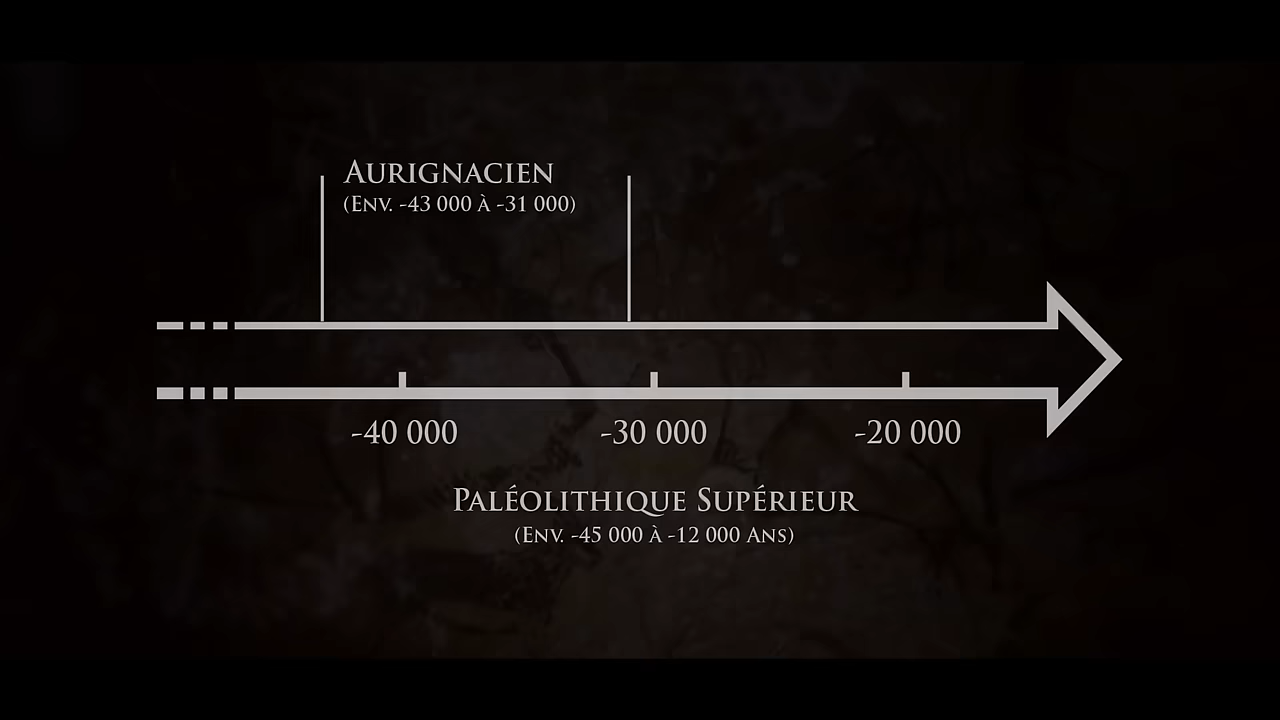 Aurignacien
(Env. -43 000 à -31 000)
-40 000
-30 000
-20 000
Paléolithique Supérieur
(Env. -45 000 à -12 000 Ans)